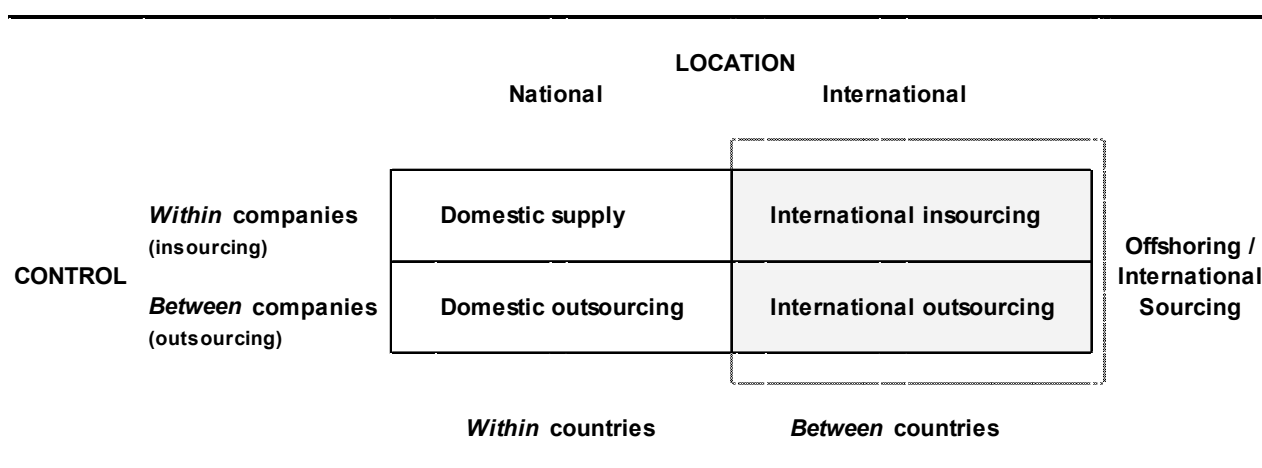 LOCATION
National International
Within companies Domestic supply International insourcing
(insourcing)
Offshoring /
International
Sourcing
CONTROL
Between companies Domestic outsourcing International outsourcing
(outsourcing)
Within countries Between countries